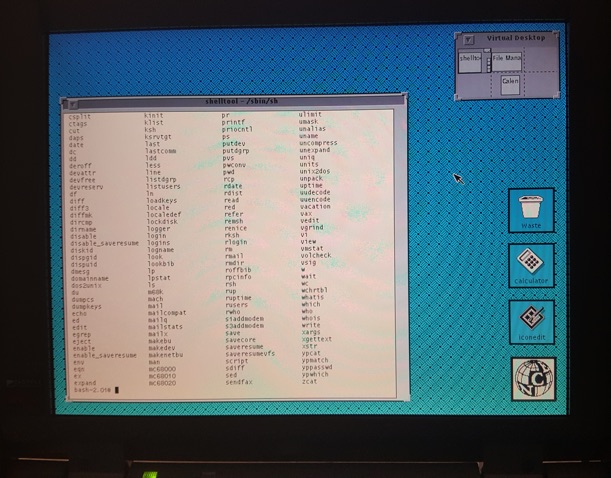 Virtual Desktop
shelltoo File Mana
Calen
shelltool - /sbin/sh
csplit kinit pr ulimit
ctags klist printf umask
cut ksh priocntl unalias
daps ksrvtgt ps uname
date last putdev uncompress
dc lastcomm putdgrp unexpand
dd ldd pvs uniq
deroff less pwconv units
devattr line pwd unix2dos
devfree listdgrp rcp unpack
devreserv listusers rdate uptime
df ln rdist uudecode
diff loadkeys read uuencode
diff3 locale red vacation
diffmk localedef refer vax
dircmp lockdisk remsh vedit
dirname logger renice vgrind
disable login rksh vi
disable_saveresume logins rlogin view
diskid logname rm vmstat
dispgid look rmail volcheck
dispuid lookbib rmdir vsig
dmesg lp roffbib w
domainname lpstat rpcinfo wait
dos2unix ls rsh wc
du m68k rup wchrtbl
dumpcs mach ruptime whatis
dumpkeys mail rusers which
echo mailcompat rwho who
ed mailq s1addmodem whois
edit mailstats s3addmodem write
egrep mailx save xargs
eject makebu savecore xgettext
enable makedev saveresume xstr
enable_saveresume makenetbu saveresumevfs ypcat
env man script ypmatch
eqn mc68000 sdiff yppasswd
ex mc68010 sed ypwhich
expand mc68020 sendfax zcat
bash-2.01#
Waste
Calculator
iconedit
N C